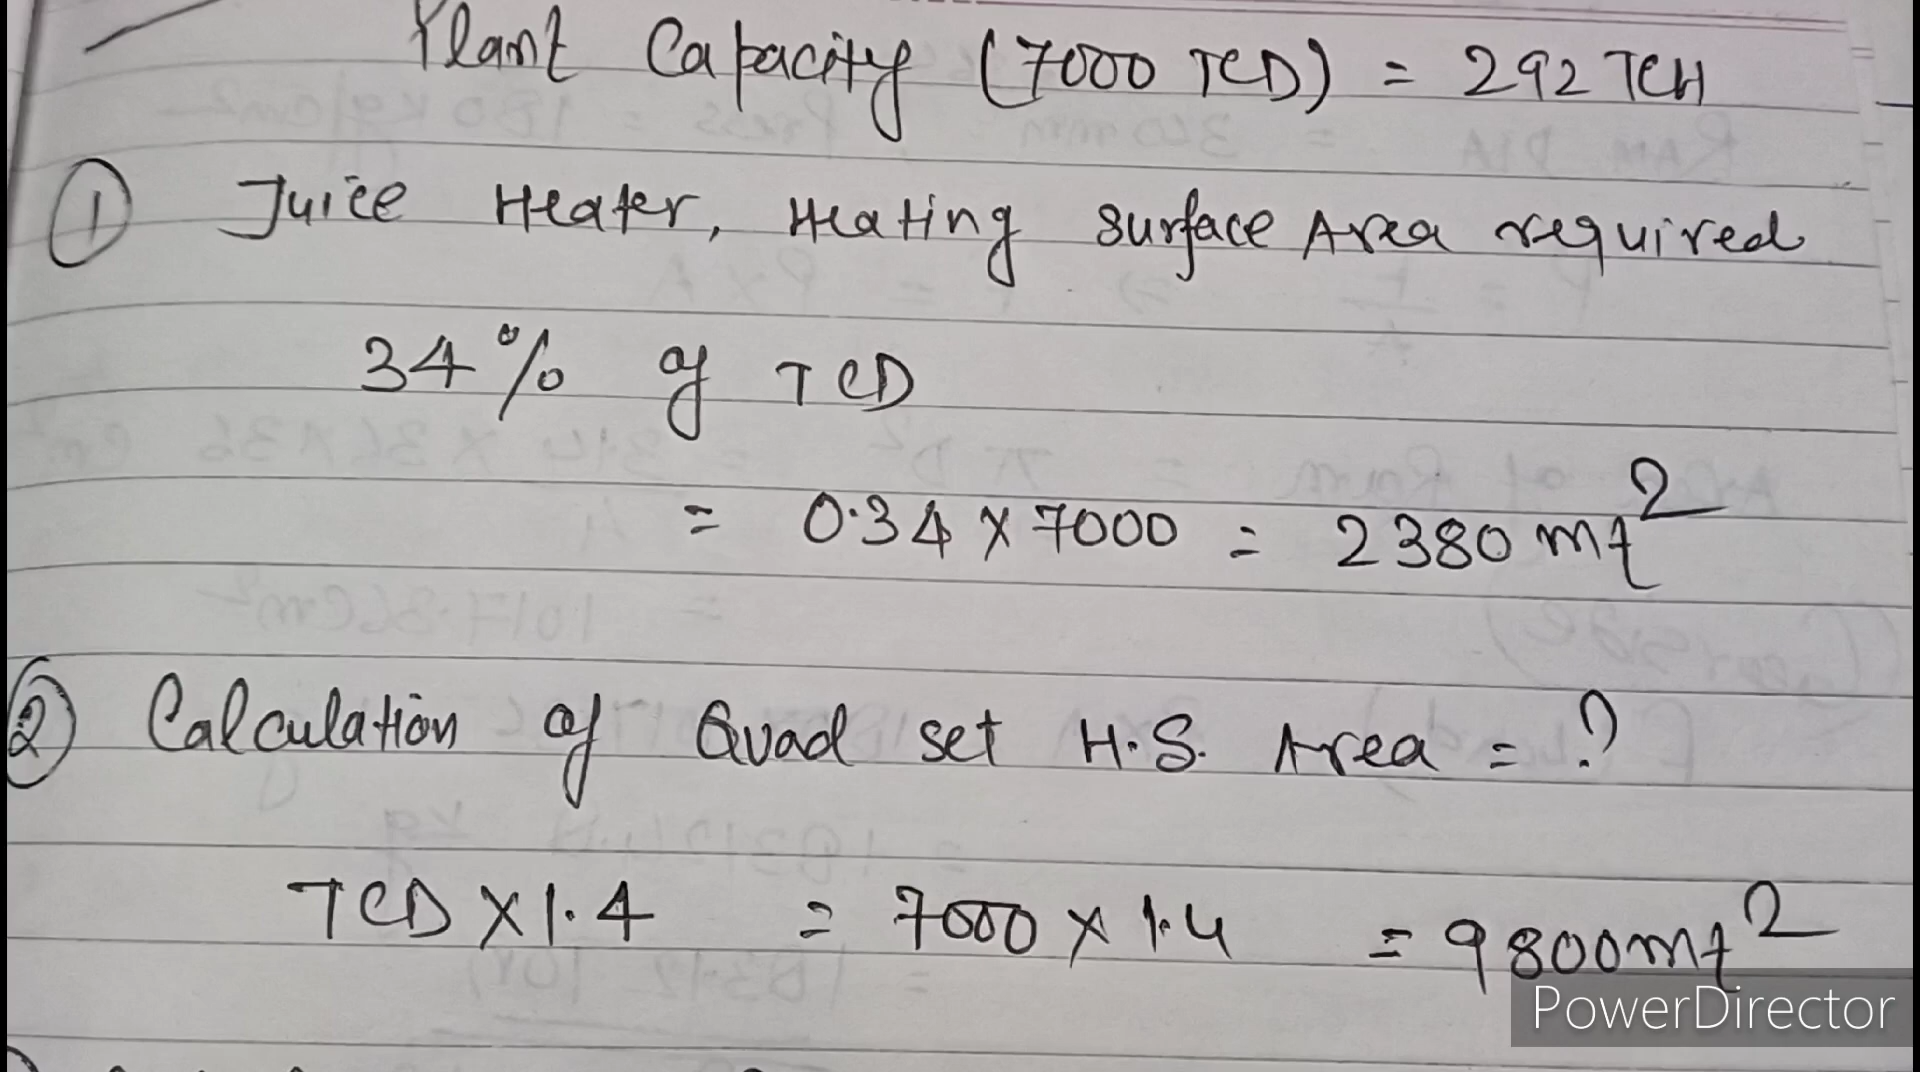 Plant Capacity (7000 TCD) = 292 TCH
① Juice Heater, Heating surface Area required
34% of TCD
= 0.34 x 7000 = 2380 mt²
② Calculation of Quad set H.S. Area = ?
TCD x 1.4 = 7000 x 1.4 = 9800mt²
PowerDirector